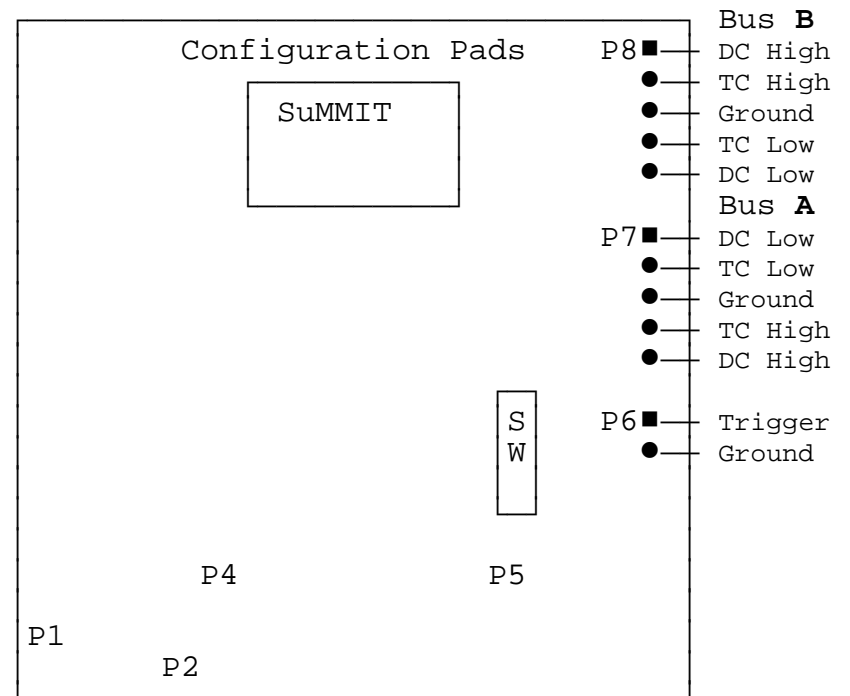 Bus B
Configuration Pads P8 DC High
TC High
SuMMIT Ground
TC Low
DC Low
Bus A
P7 DC Low
TC Low
Ground
TC High
DC High
S P6 Trigger
W Ground
P4 P5
P1
P2